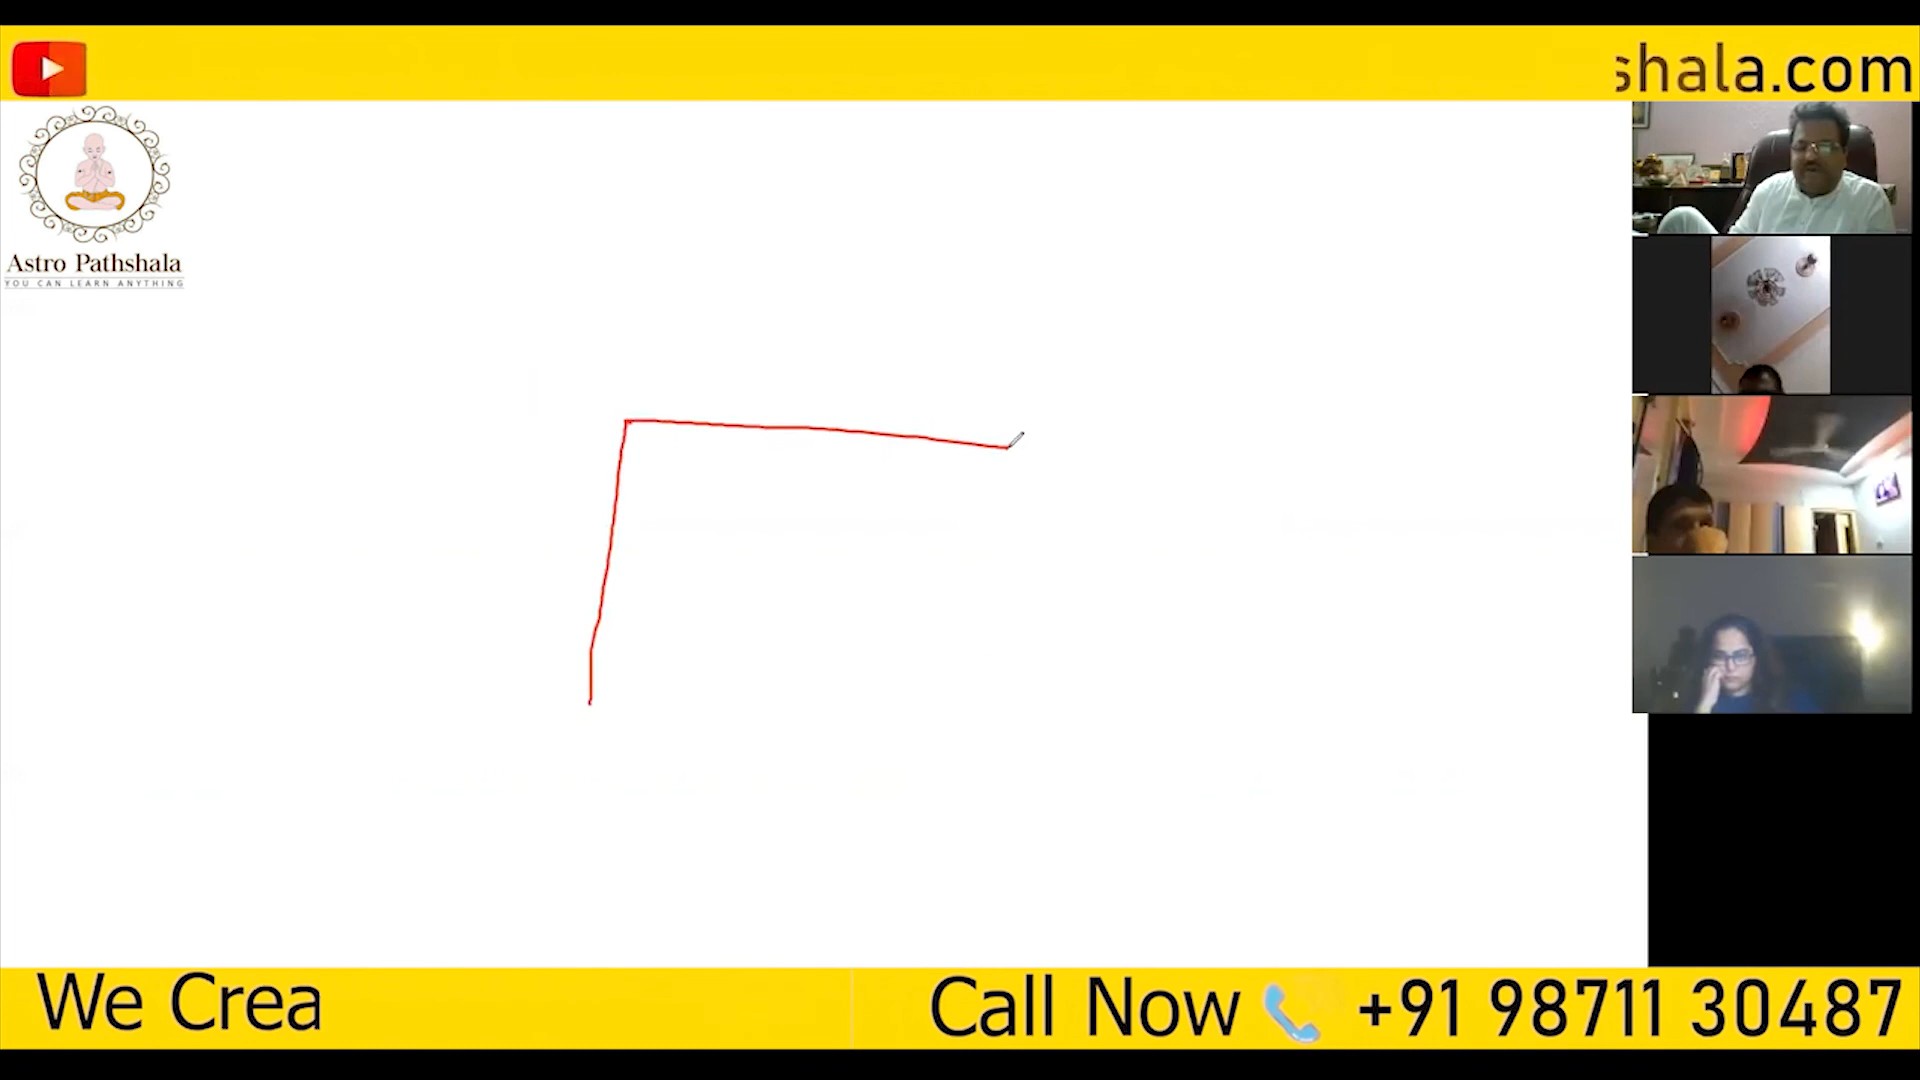 shala.com
Astro Pathshala
YOU CAN LEARN ANYTHING
We Crea
Call Now +91 98711 30487